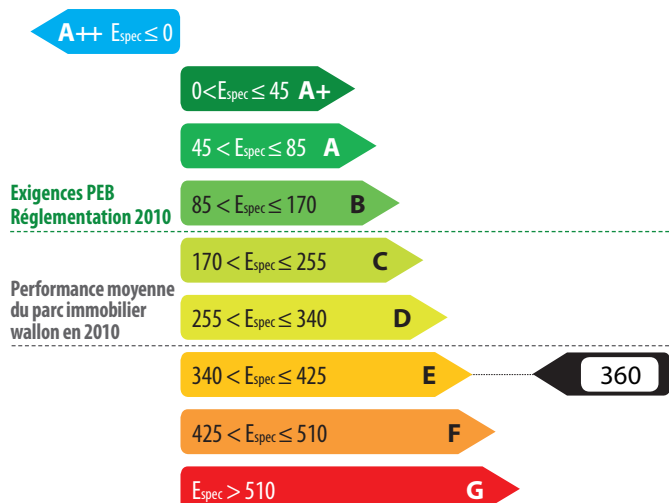 A++ Espec ≤ 0
0<Espec ≤ 45 A+
45 < Espec ≤ 85 A
Exigences PEB
Réglementation 2010
85 < Espec ≤ 170 B
170 < Espec ≤ 255 C
Performance moyenne
du parc immobilier
wallon en 2010
255 < Espec ≤ 340 D
340 < Espec ≤ 425 E
360
425 < Espec ≤ 510 F
Espec > 510 G